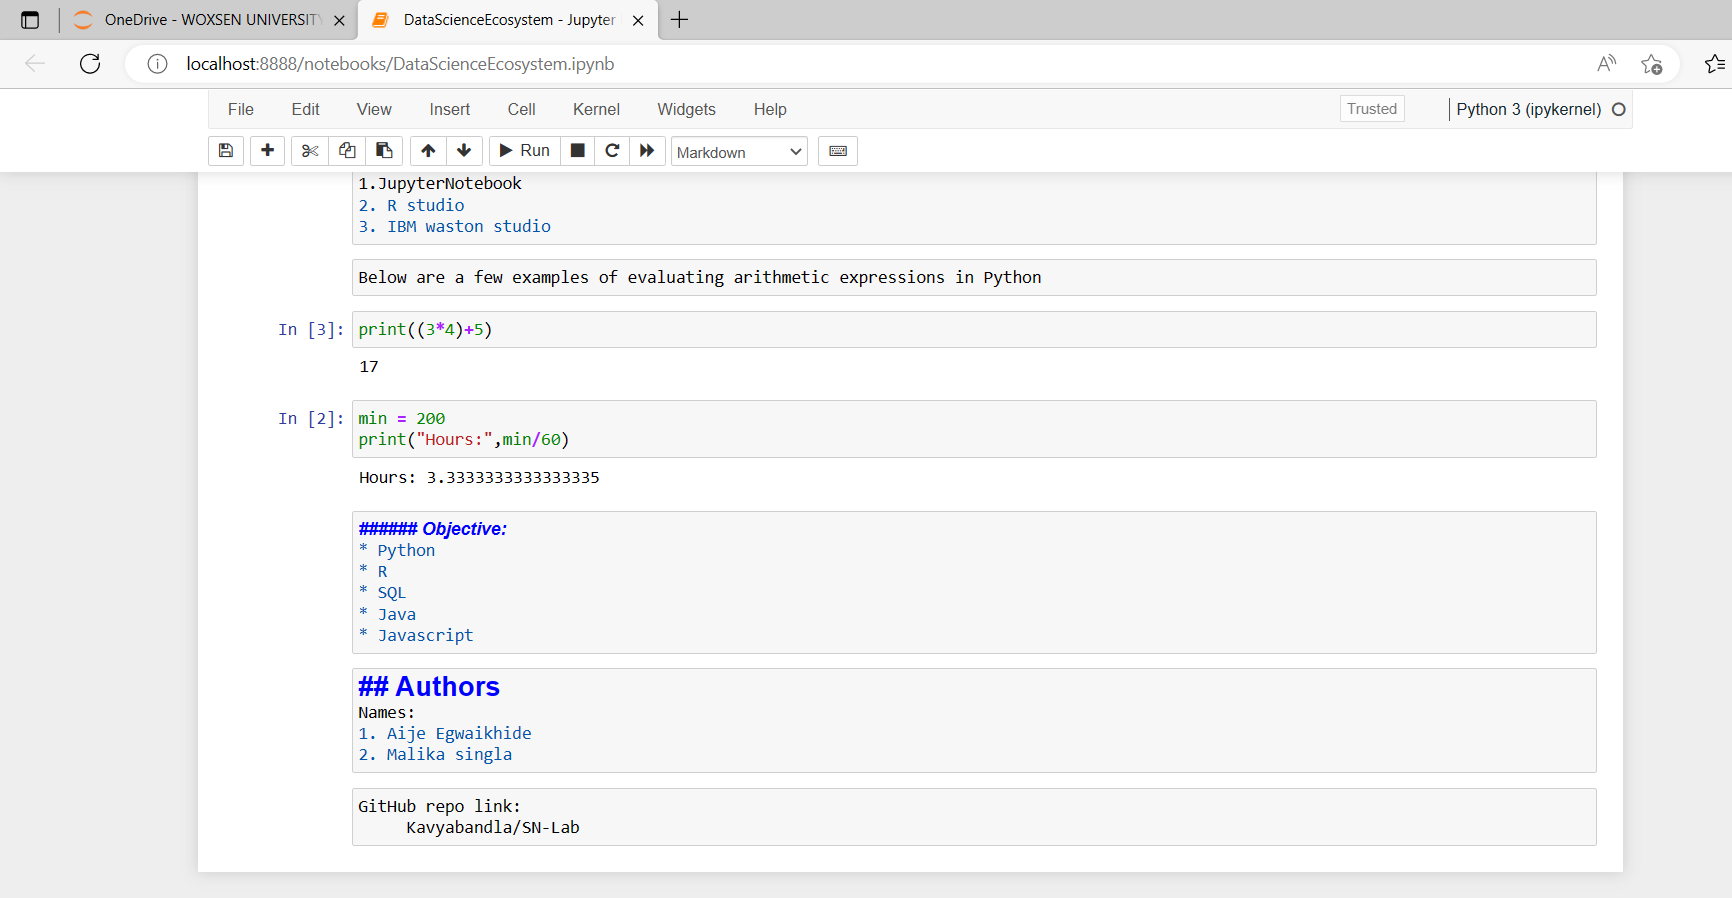 OneDrive - WOXSEN UNIVERSITY
DataScienceEcosystem - Jupyter
localhost:8888/notebooks/DataScienceEcosystem.ipynb
File Edit View Insert Cell Kernel Widgets Help Trusted Python 3 (ipykernel)
Run Markdown
1.JupyterNotebook
2. R studio
3. IBM waston studio
Below are a few examples of evaluating arithmetic expressions in Python
In [3]: print((3*4)+5)
17
In [2]: min = 200
print("Hours:",min/60)
Hours: 3.3333333333333335
###### Objective:
* Python
* R
* SQL
* Java
* Javascript
## Authors
Names:
1. Aije Egwaikhide
2. Malika singla
GitHub repo link:
Kavyabandla/SN-Lab